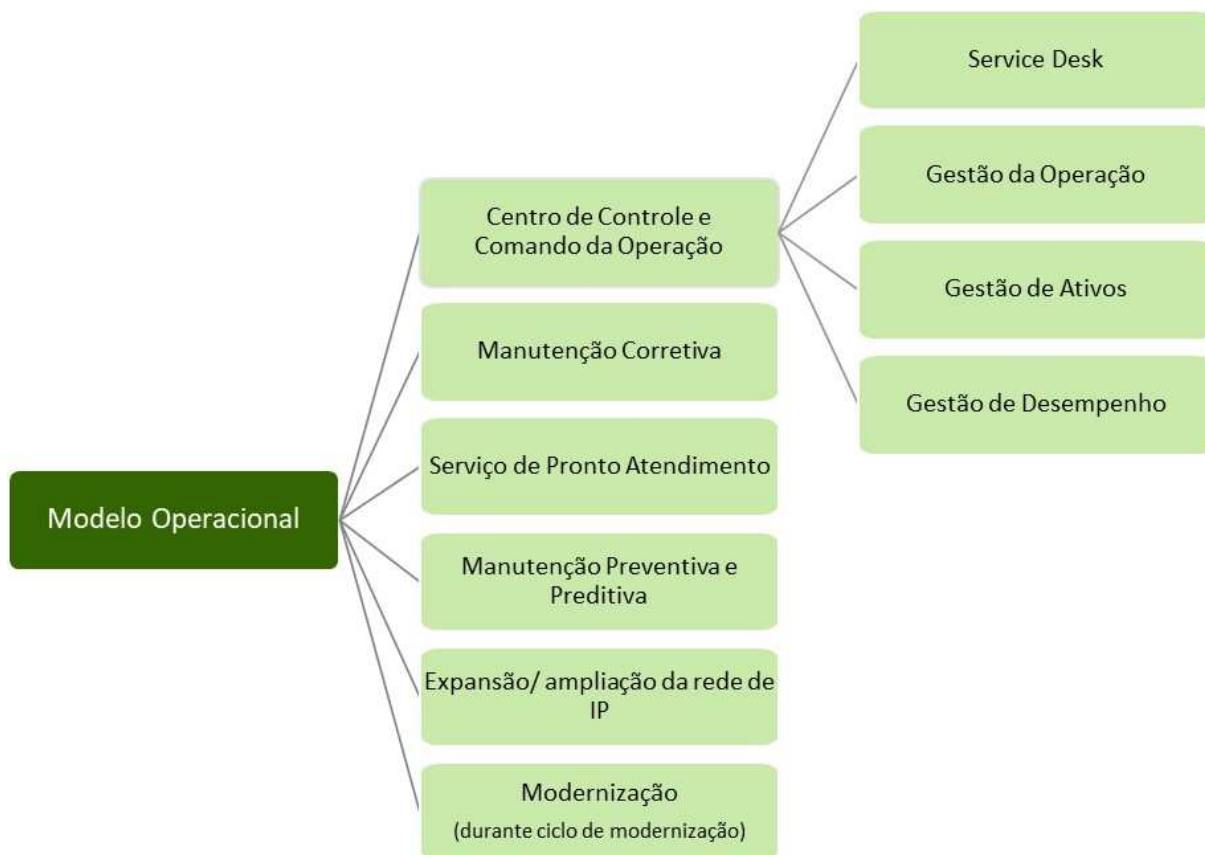 Modelo Operacional
Centro de Controle e
Comando da Operação
Manutenção Corretiva
Serviço de Pronto Atendimento
Manutenção Preventiva e
Preditiva
Expansão/ ampliação da rede de
IP
Modernização
(durante ciclo de modernização)
Service Desk
Gestão da Operação
Gestão de Ativos
Gestão de Desempenho